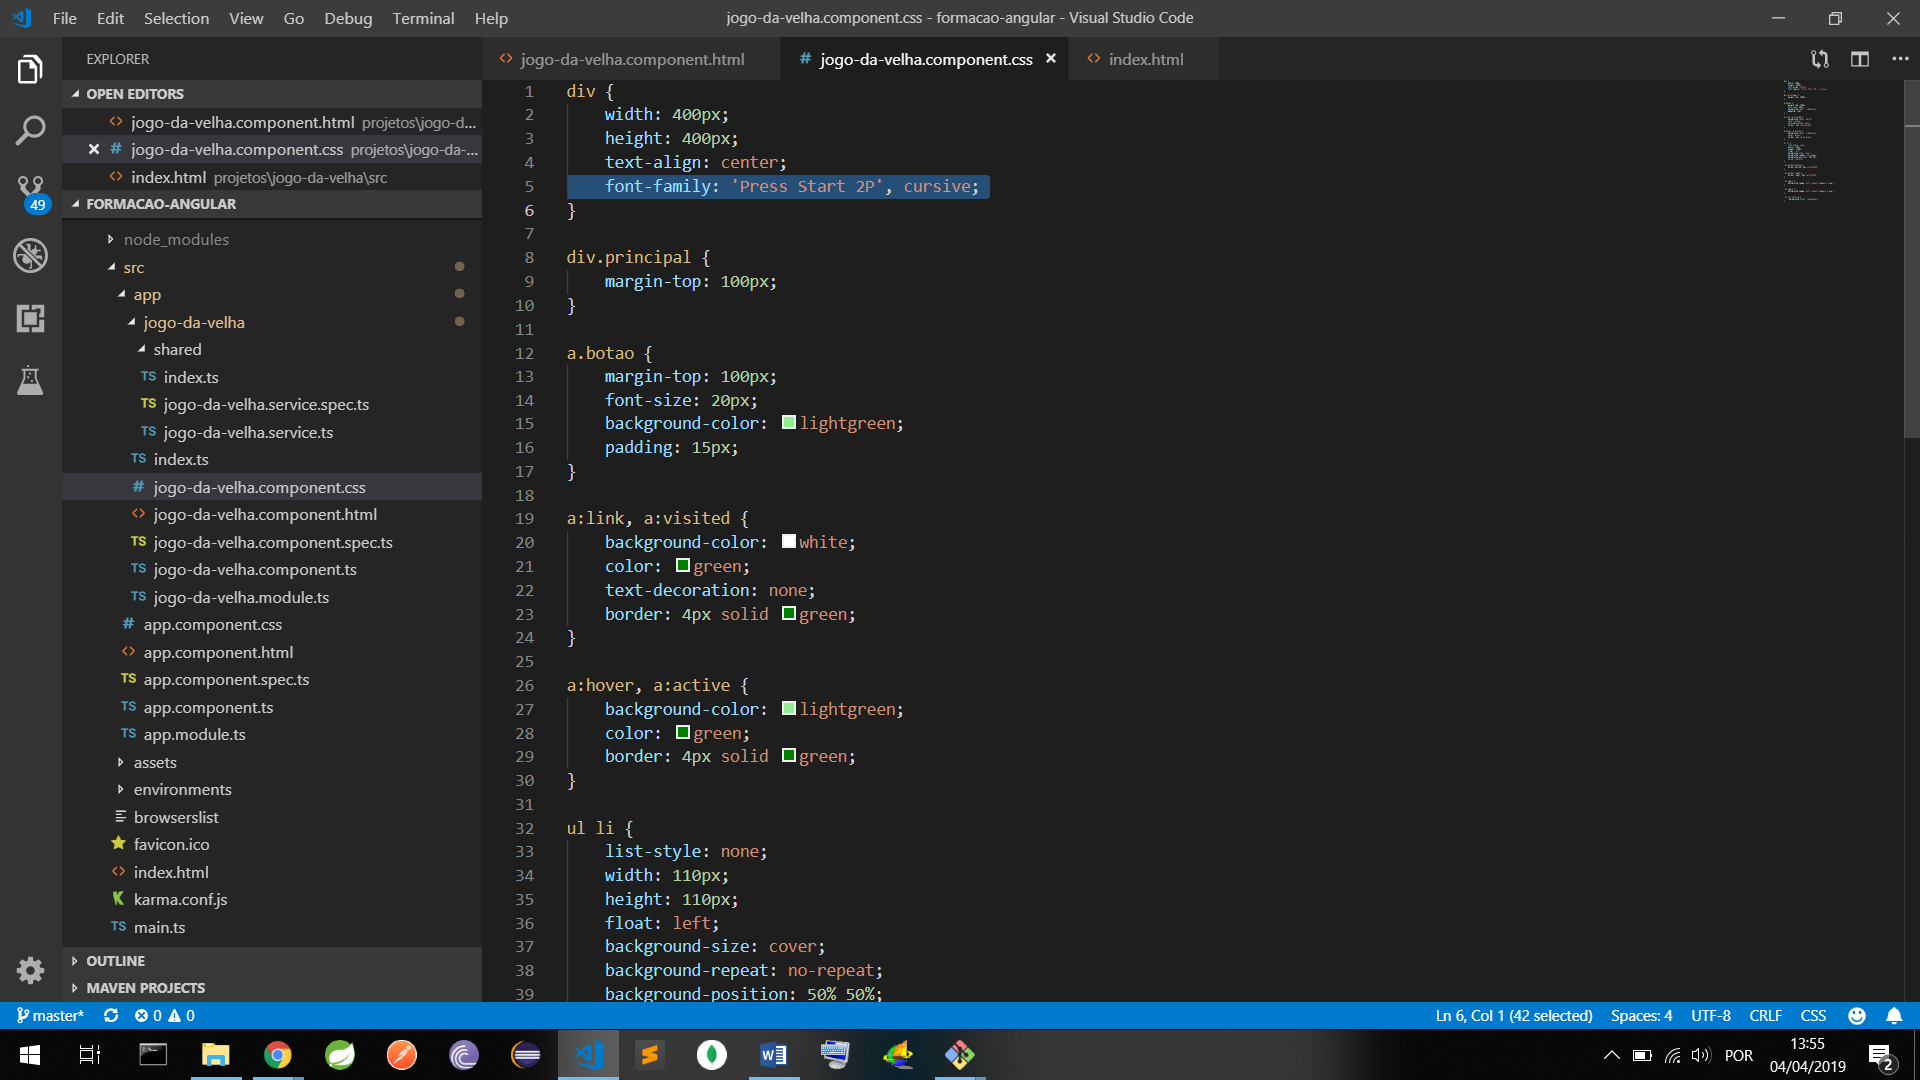 File Edit Selection View Go Debug Terminal Help
jogo-da-velha.component.css - formacao-angular - Visual Studio Code
EXPLORER
OPEN EDITORS
jogo-da-velha.component.html projetos\jogo-d...
jogo-da-velha.component.css projetos\jogo-da-...
index.html projetos\jogo-da-velha\src
49
FORMACAO-ANGULAR
node_modules
src
app
jogo-da-velha
shared
TS index.ts
TS jogo-da-velha.service.spec.ts
TS jogo-da-velha.service.ts
TS index.ts
# jogo-da-velha.component.css
<> jogo-da-velha.component.html
TS jogo-da-velha.component.spec.ts
TS jogo-da-velha.component.ts
TS jogo-da-velha.module.ts
# app.component.css
<> app.component.html
TS app.component.spec.ts
TS app.component.ts
TS app.module.ts
assets
environments
browserslist
favicon.ico
<> index.html
K karma.conf.js
TS main.ts
OUTLINE
MAVEN PROJECTS
<> jogo-da-velha.component.html # jogo-da-velha.component.css × <> index.html
1 div {
2 width: 400px;
3 height: 400px;
4 text-align: center;
5 font-family: 'Press Start 2P', cursive;
6 }
7
8 div.principal {
9 margin-top: 100px;
10 }
11
12 a.botao {
13 margin-top: 100px;
14 font-size: 20px;
15 background-color: lightgreen;
16 padding: 15px;
17 }
18
19 a:link, a:visited {
20 background-color: white;
21 color: green;
22 text-decoration: none;
23 border: 4px solid green;
24 }
25
26 a:hover, a:active {
27 background-color: lightgreen;
28 color: green;
29 border: 4px solid green;
30 }
31
32 ul li {
33 list-style: none;
34 width: 110px;
35 height: 110px;
36 float: left;
37 background-size: cover;
38 background-repeat: no-repeat;
39 background-position: 50% 50%;
master* 0 0 Ln 6, Col 1 (42 selected) Spaces: 4 UTF-8 CRLF CSS
POR
13:55
04/04/2019
2